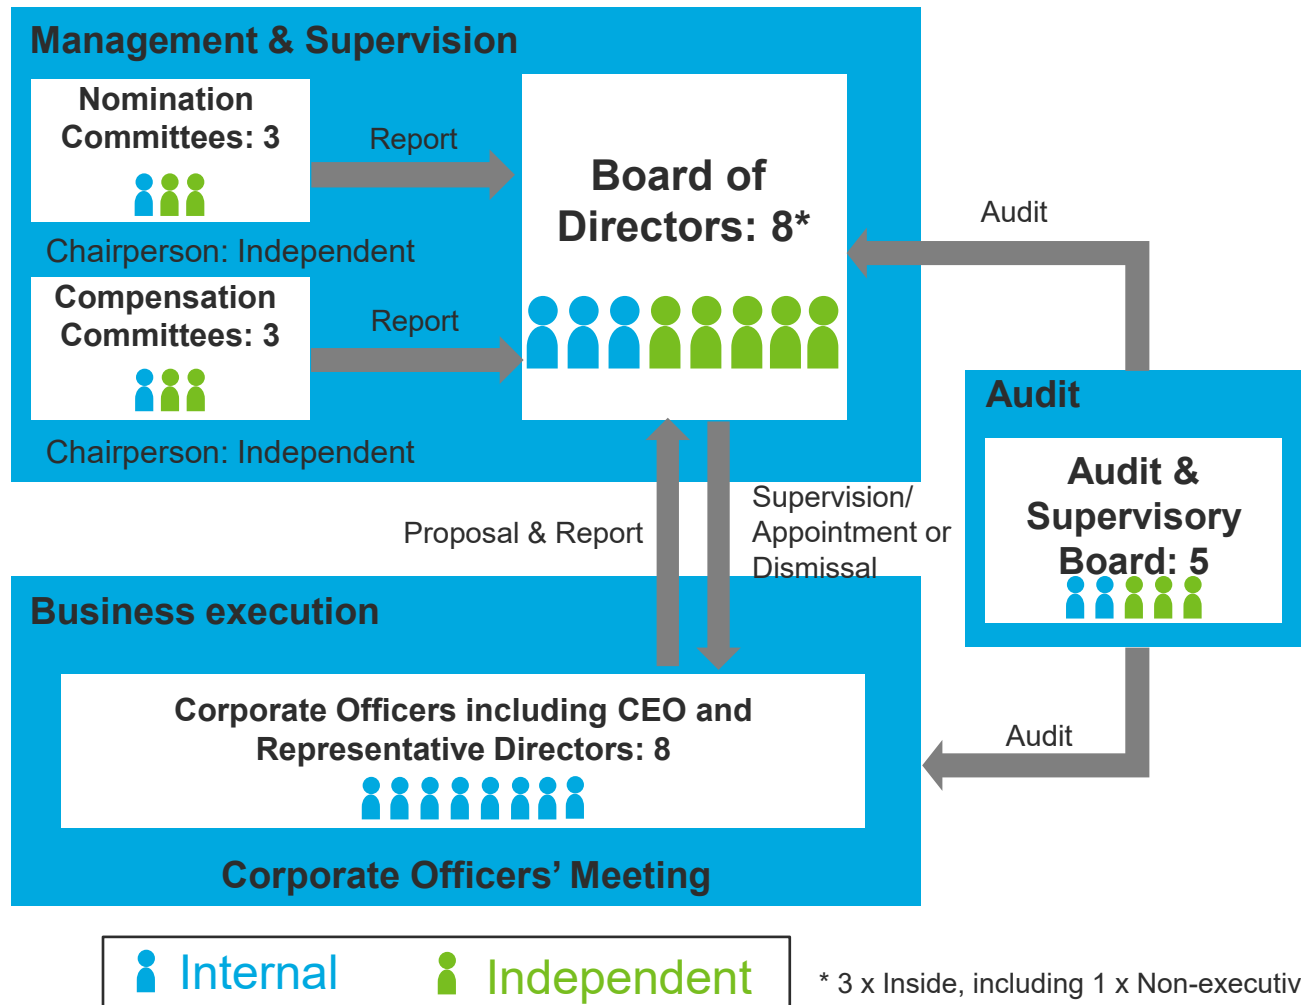 Management & Supervision
Nomination
Committees: 3
Report
Chairperson: Independent
Compensation
Committees: 3
Report
Chairperson: Independent
Board of
Directors: 8*
Audit
Audit
Audit &
Supervisory
Board: 5
Proposal & Report
Supervision/
Appointment or
Dismissal
Business execution
Corporate Officers including CEO and
Representative Directors: 8
Audit
Corporate Officers’ Meeting
Internal
Independent
* 3 x Inside, including 1 x Non-executiv